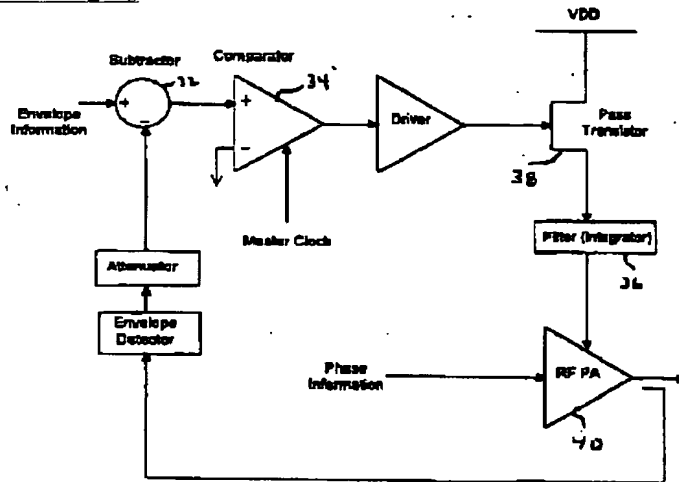 VDD
Subtractor
Comparator
32
34
+
-
Envelope
Information
+
-
Driver
Pass
Transistor
38
Master Clock
Filter (Integrator)
36
Attenuator
Envelope
Detector
Phase
Information
RF PA
40